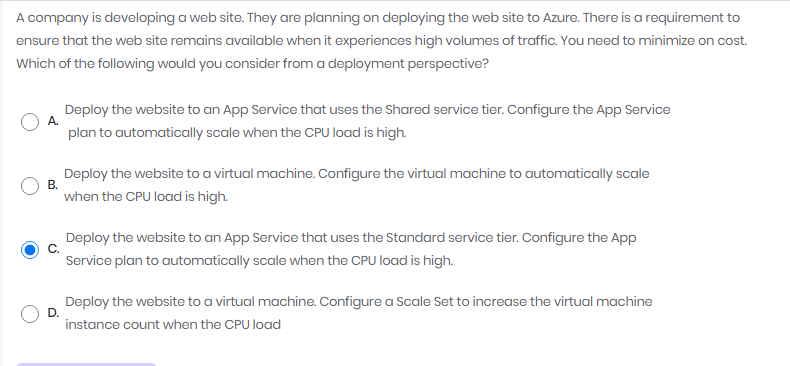 A company is developing a web site. They are planning on deploying the web site to Azure. There is a requirement to
ensure that the web site remains available when it experiences high volumes of traffic. You need to minimize on cost.
Which of the following would you consider from a deployment perspective?
A. Deploy the website to an App Service that uses the Shared service tier. Configure the App Service
plan to automatically scale when the CPU load is high.
B. Deploy the website to a virtual machine. Configure the virtual machine to automatically scale
when the CPU load is high.
C. Deploy the website to an App Service that uses the Standard service tier. Configure the App
Service plan to automatically scale when the CPU load is high.
D. Deploy the website to a virtual machine. Configure a Scale Set to increase the virtual machine
instance count when the CPU load